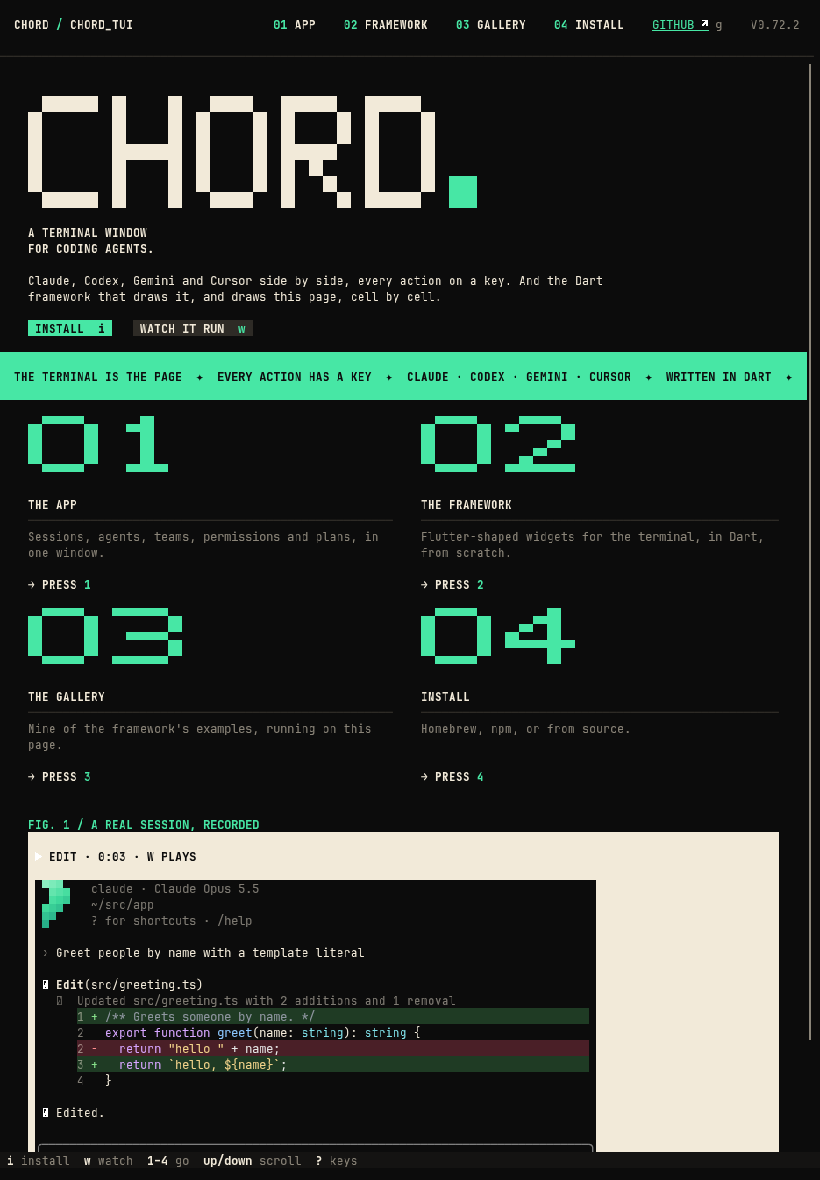 CHORD / CHORD_TUI 01 APP 02 FRAMEWORK 03 GALLERY 04 INSTALL GITHUB ↗ g V0.72.2
CHORD.
A TERMINAL WINDOW
FOR CODING AGENTS.
Claude, Codex, Gemini and Cursor side by side, every action on a key. And the Dart
framework that draws it, and draws this page, cell by cell.
INSTALL i WATCH IT RUN w
THE TERMINAL IS THE PAGE ✦ EVERY ACTION HAS A KEY ✦ CLAUDE · CODEX · GEMINI · CURSOR ✦ WRITTEN IN DART ✦
01
THE APP
Sessions, agents, teams, permissions and plans, in
one window.
→ PRESS 1
02
THE FRAMEWORK
Flutter-shaped widgets for the terminal, in Dart,
from scratch.
→ PRESS 2
03
THE GALLERY
Nine of the framework's examples, running on this
page.
→ PRESS 3
04
INSTALL
Homebrew, npm, or from source.
→ PRESS 4
FIG. 1 / A REAL SESSION, RECORDED
▶ EDIT · 0:03 · W PLAYS
claude · Claude Opus 5.5
~/src/app
? for shortcuts · /help
› Greet people by name with a template literal
Edit(src/greeting.ts)
Updated src/greeting.ts with 2 additions and 1 removal
1 + /** Greets someone by name. */
2 export function greet(name: string): string {
2 - return "hello " + name;
3 + return `hello, ${name}`;
4 }
Edited.
i install w watch 1-4 go up/down scroll ? keys